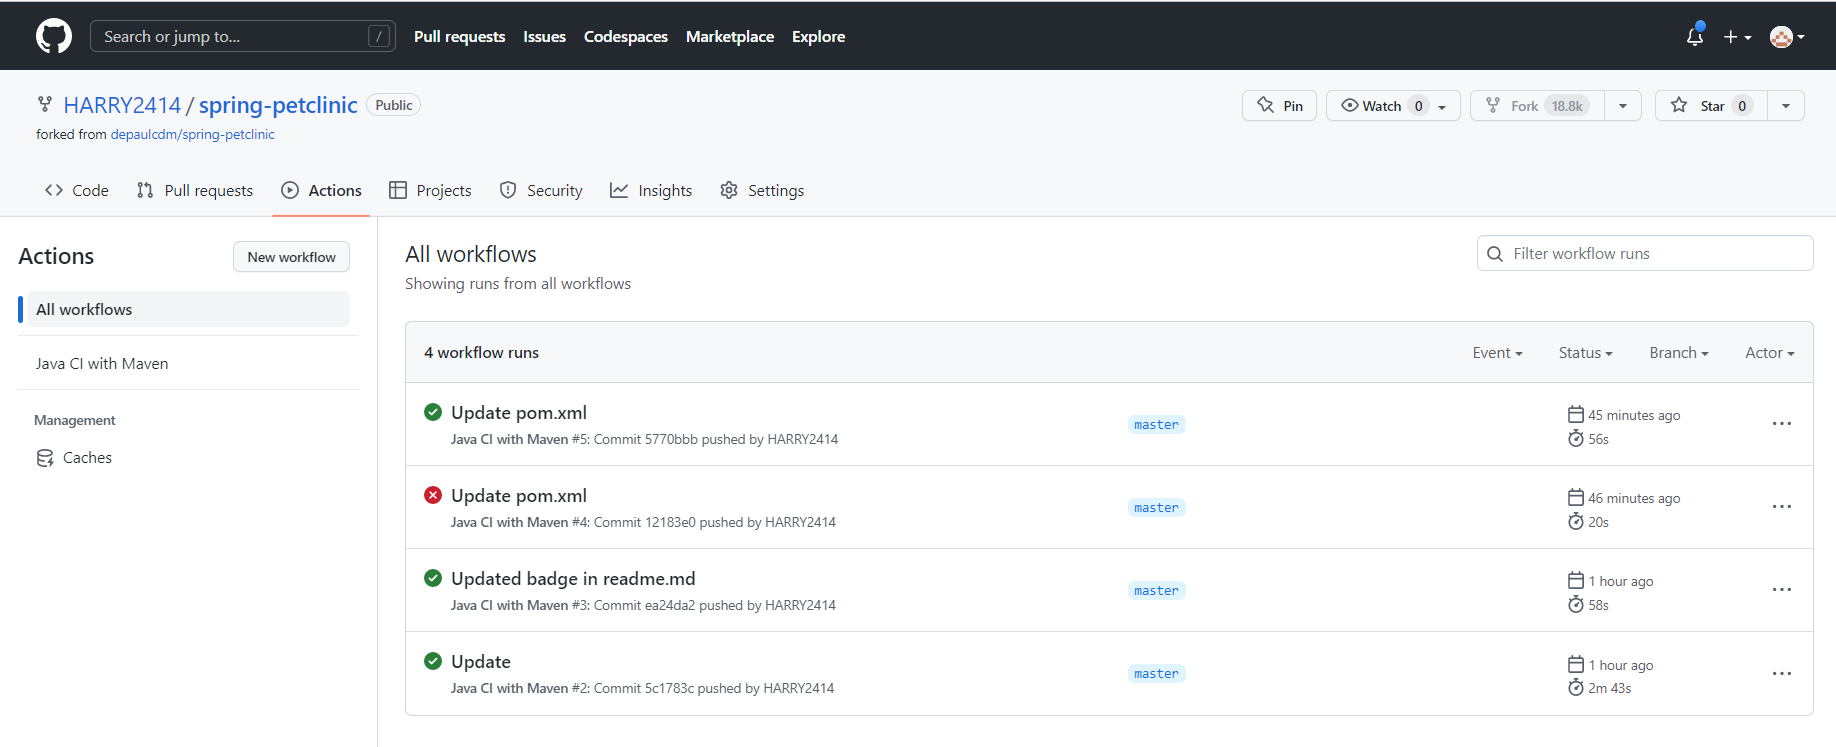 Search or jump to... / Pull requests Issues Codespaces Marketplace Explore
HARRY2414 / spring-petclinic Public Pin Watch 0 Fork 18.8k Star 0
forked from depaulcdm/spring-petclinic
Code Pull requests Actions Projects Security Insights Settings
Actions New workflow
All workflows
Java CI with Maven
Management
Caches
All workflows
Showing runs from all workflows
Filter workflow runs
4 workflow runs Event Status Branch Actor
Update pom.xml
Java CI with Maven #5: Commit 5770bbb pushed by HARRY2414
master
45 minutes ago
56s
Update pom.xml
Java CI with Maven #4: Commit 12183e0 pushed by HARRY2414
master
46 minutes ago
20s
Updated badge in readme.md
Java CI with Maven #3: Commit ea24da2 pushed by HARRY2414
master
1 hour ago
58s
Update
Java CI with Maven #2: Commit 5c1783c pushed by HARRY2414
master
1 hour ago
2m 43s